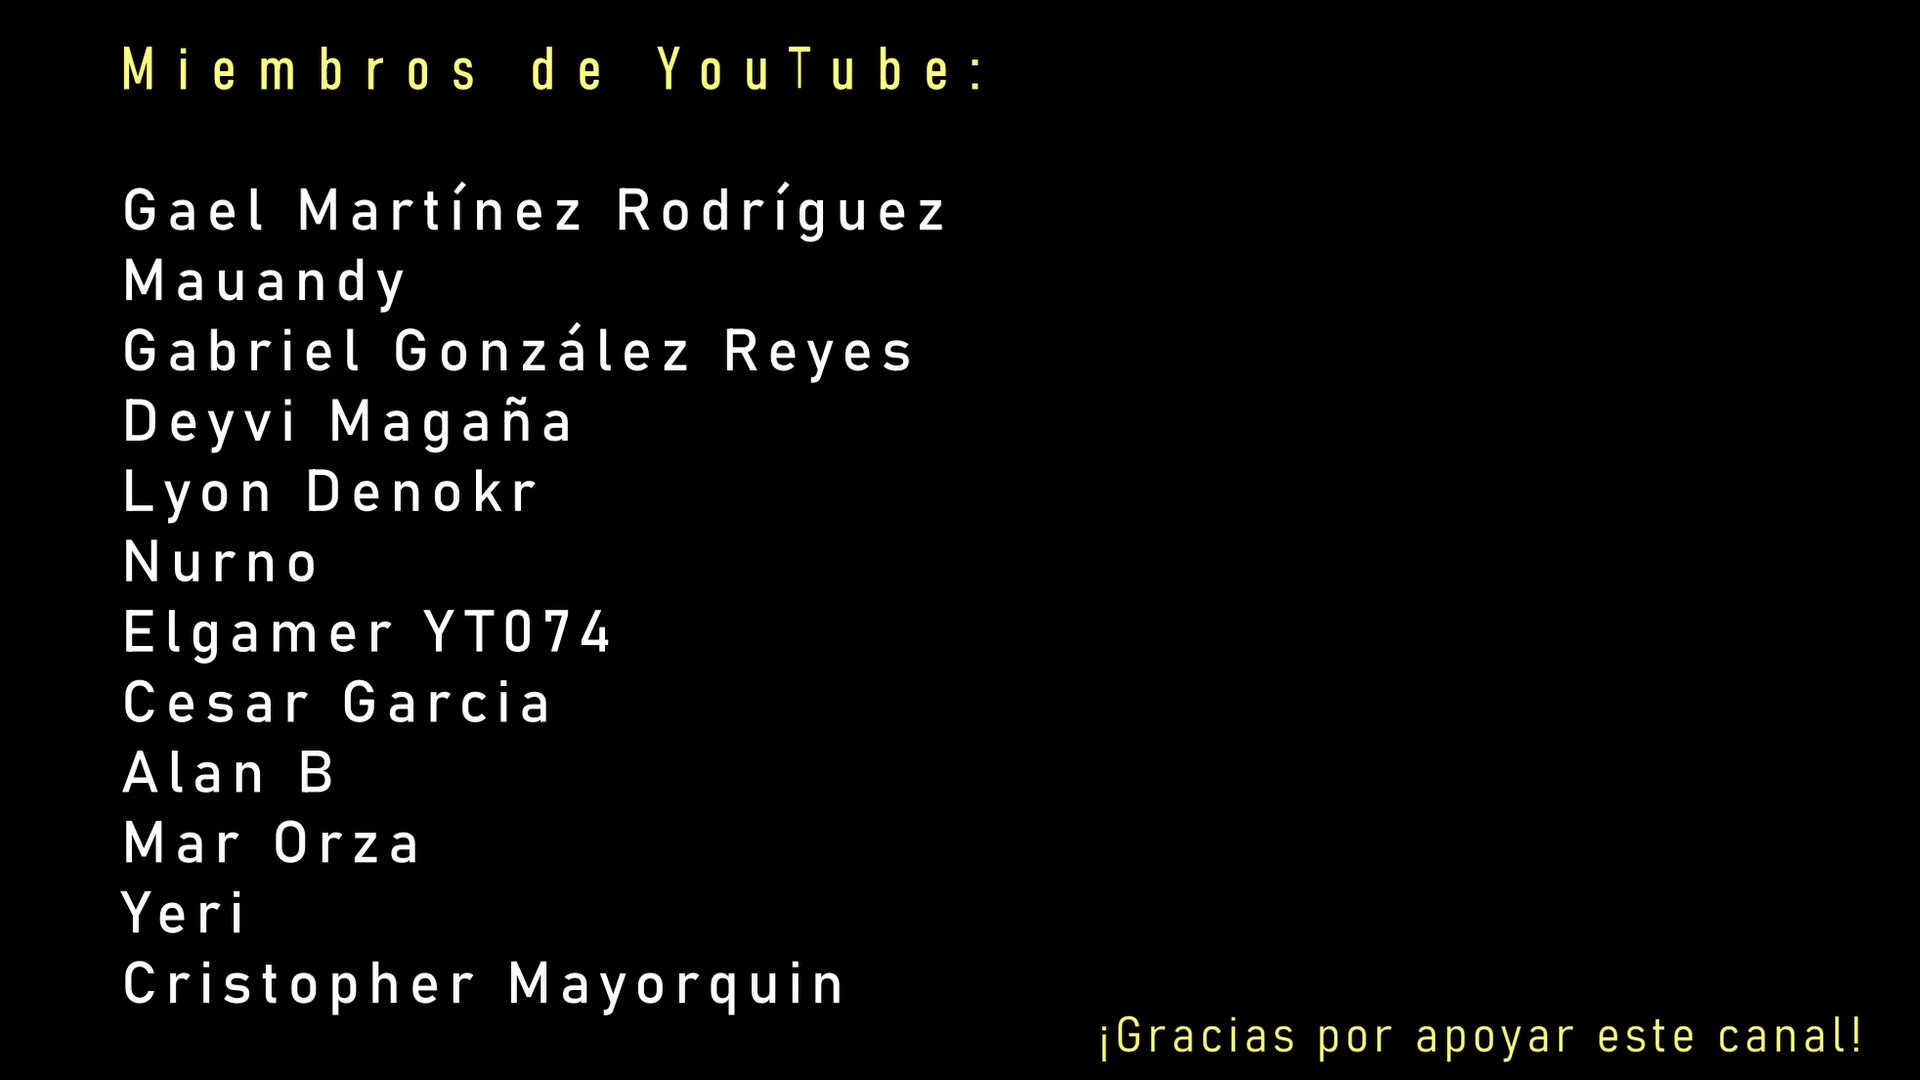 Miembros de YouTube:
Gael Martínez Rodríguez
Mauandy
Gabriel González Reyes
Deyvi Magaña
Lyon Denokr
Nurno
Elgamer YT074
Cesar Garcia
Alan B
Mar Orza
Yeri
Cristopher Mayorquin
¡Gracias por apoyar este canal!